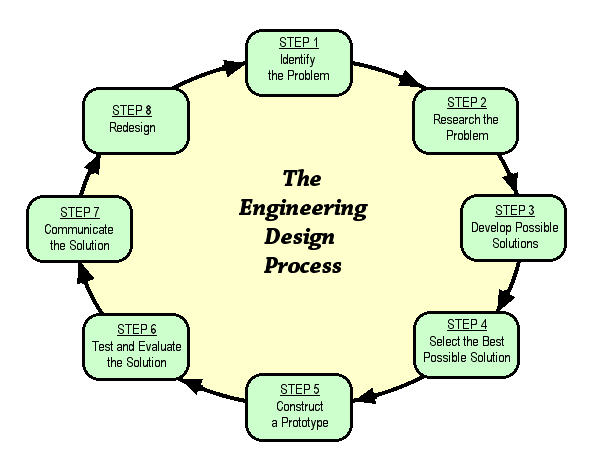 STEP 1
Identify
the Problem
STEP 2
Research the
Problem
STEP 3
Develop Possible
Solutions
STEP 4
Select the Best
Possible Solution
STEP 5
Construct
a Prototype
STEP 6
Test and Evaluate
the Solution
STEP 7
Communicate
the Solution
STEP 8
Redesign
The
Engineering
Design
Process